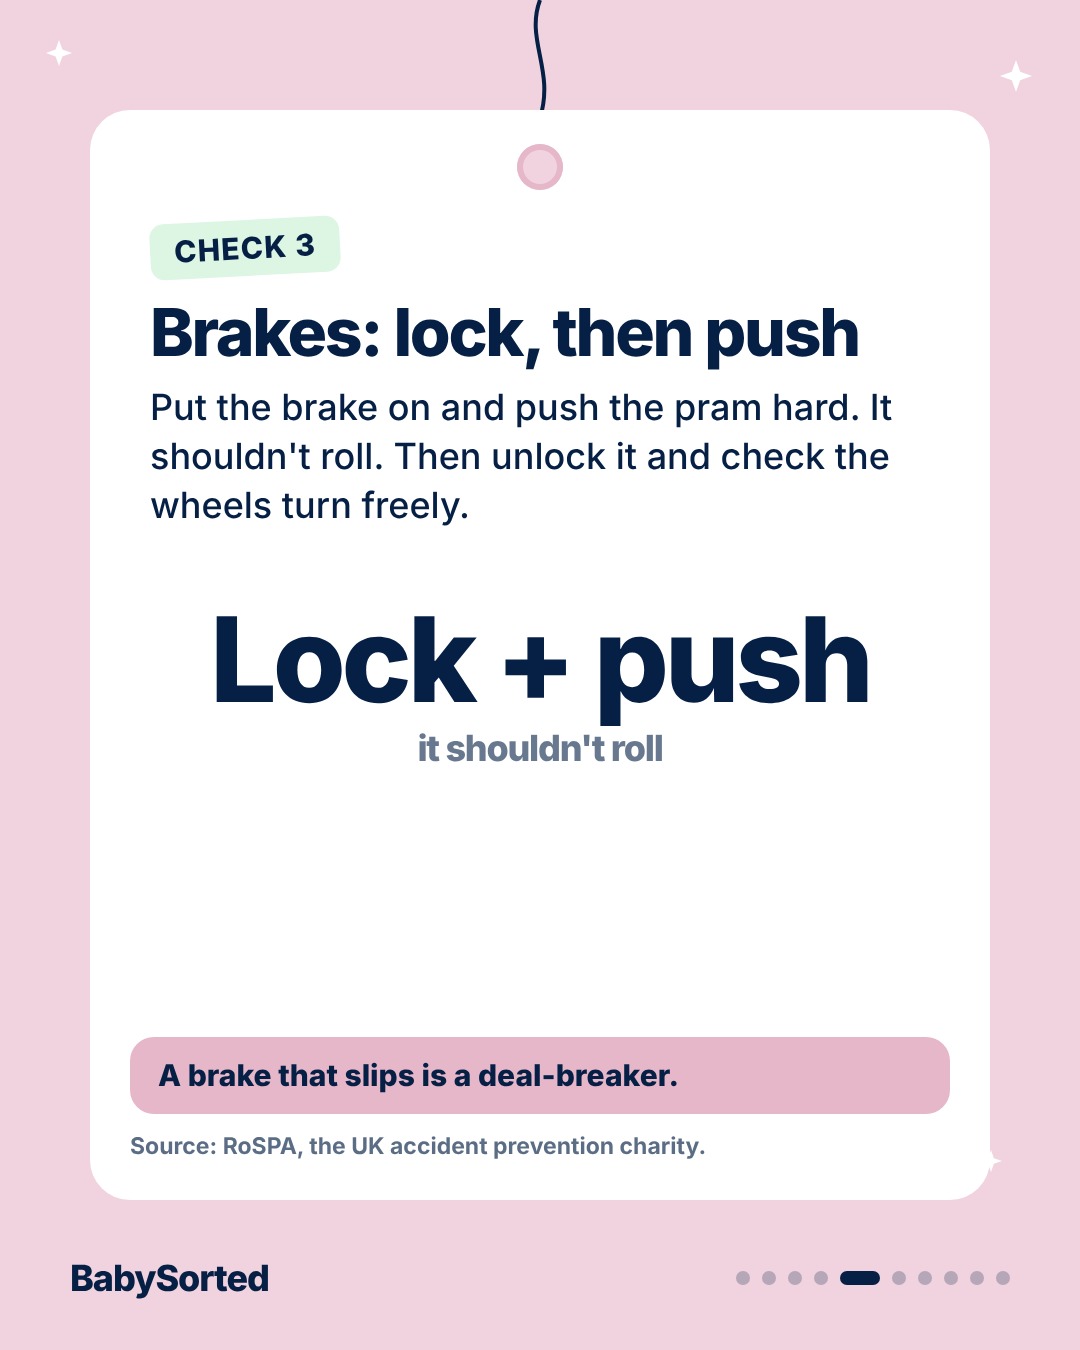 CHECK 3
Brakes: lock, then push
Put the brake on and push the pram hard. It
shouldn't roll. Then unlock it and check the
wheels turn freely.
Lock + push
it shouldn't roll
A brake that slips is a deal-breaker.
Source: RoSPA, the UK accident prevention charity.
BabySorted